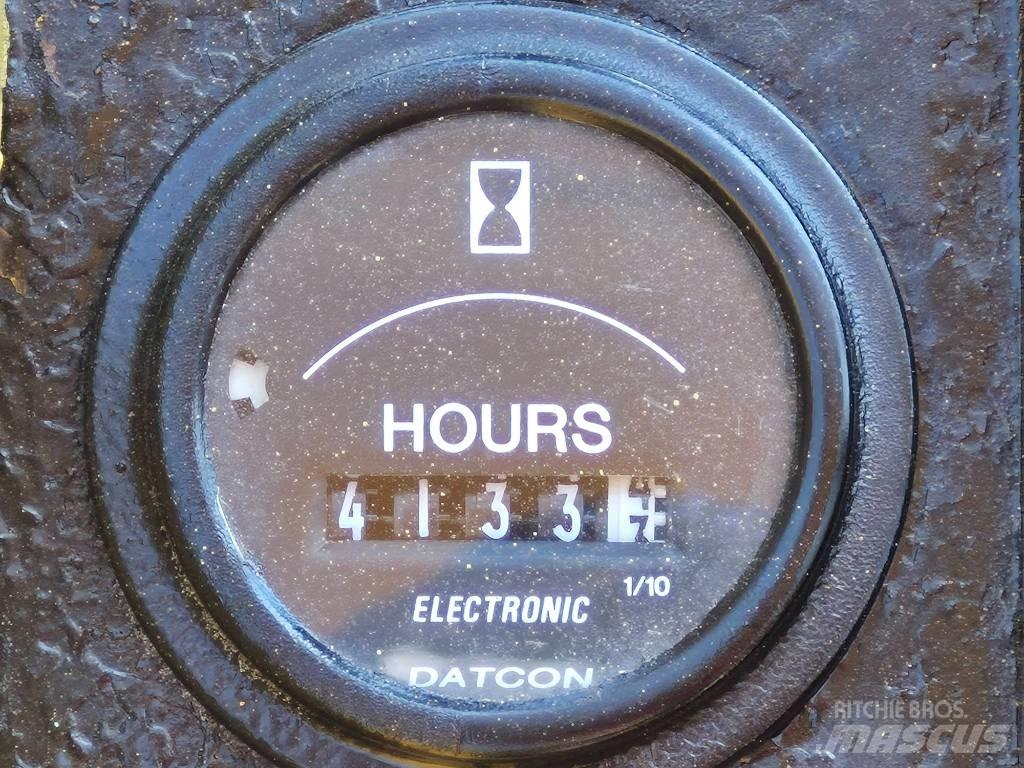 HOURS
4133
1/10
ELECTRONIC
DATCON
RITCHIE BROS.
MASCUS